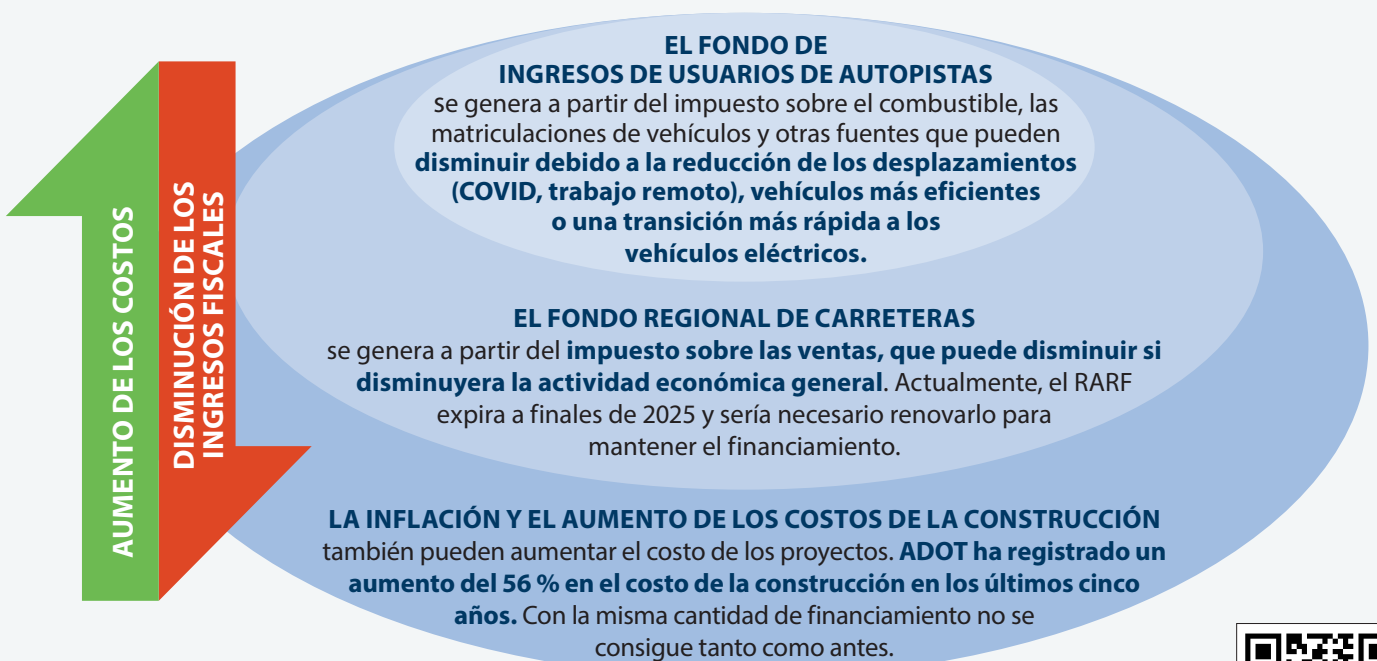 AUMENTO DE LOS COSTOS
DISMINUCIÓN DE LOS
INGRESOS FISCALES
EL FONDO DE
INGRESOS DE USUARIOS DE AUTOPISTAS
se genera a partir del impuesto sobre el combustible, las
matriculaciones de vehículos y otras fuentes que pueden
disminuir debido a la reducción de los desplazamientos
(COVID, trabajo remoto), vehículos más eficientes
o una transición más rápida a los
vehículos eléctricos.
EL FONDO REGIONAL DE CARRETERAS
se genera a partir del impuesto sobre las ventas, que puede disminuir si
disminuyera la actividad económica general. Actualmente, el RARF
expira a finales de 2025 y sería necesario renovarlo para
mantener el financiamiento.
LA INFLACIÓN Y EL AUMENTO DE LOS COSTOS DE LA CONSTRUCCIÓN
también pueden aumentar el costo de los proyectos. ADOT ha registrado un
aumento del 56 % en el costo de la construcción en los últimos cinco
años. Con la misma cantidad de financiamiento no se
consigue tanto como antes.